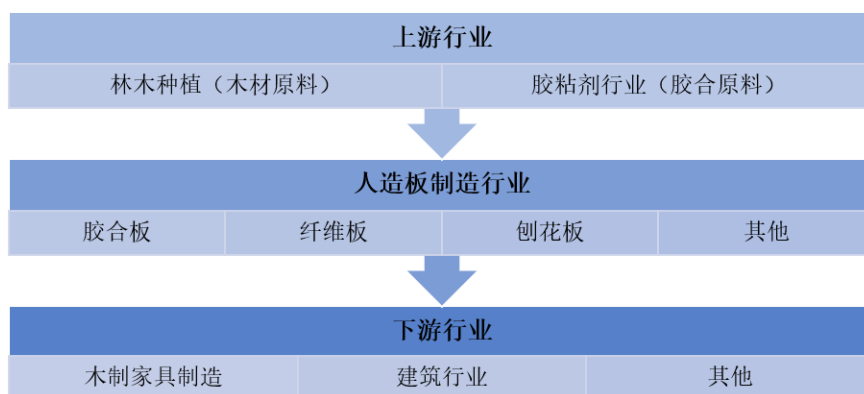 上游行业
林木种植（木材原料） 胶粘剂行业（胶合原料）
人造板制造行业
胶合板 纤维板 刨花板 其他
下游行业
木制家具制造 建筑行业 其他